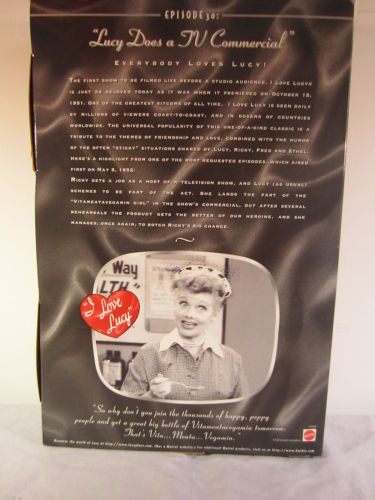 EPISODE 30:
"Lucy Does a TV Commercial"
EVERYBODY LOVES LUCY!
THE FIRST SHOW TO BE FILMED LIVE BEFORE A STUDIO AUDIENCE, I LOVE LUCY®
IS JUST AS BELOVED TODAY AS IT WAS WHEN IT PREMIERED ON OCTOBER 15,
1951. ONE OF THE GREATEST SITCOMS OF ALL TIME, I LOVE LUCY IS SEEN DAILY
BY MILLIONS OF VIEWERS COAST-TO-COAST, AND IN DOZENS OF COUNTRIES
WORLDWIDE. THE UNIVERSAL POPULARITY OF THIS ONE-OF-A-KIND CLASSIC IS A
TRIBUTE TO THE THEMES OF FRIENDSHIP AND LOVE, COMBINED WITH THE HUMOR
OF THE OFTEN "STICKY" SITUATIONS SHARED BY LUCY, RICKY, FRED AND ETHEL.
HERE'S A HIGHLIGHT FROM ONE OF THE MOST REQUESTED EPISODES, WHICH AIRED
FIRST ON MAY 5, 1952:
RICKY GETS A JOB AS A HOST OF A TELEVISION SHOW, AND LUCY (AS USUAL)
SCHEMES TO BE PART OF THE ACT. SHE LANDS THE PART OF THE
"VITAMEATAVEGAMIN GIRL" IN THE SHOW'S COMMERCIAL, BUT AFTER SEVERAL
REHEARSALS THE PRODUCT GETS THE BETTER OF OUR HEROINE, AND SHE
MANAGES, ONCE AGAIN, TO BOTCH RICKY'S BIG CHANCE.
Way
LTH"
"I
Love
Lucy"
"So why don't you join the thousands of happy, peppy
people and get a great big bottle of Vitameatavegamin tomorrow.
That's Vita...Meata...Vegamin."
MATTEL